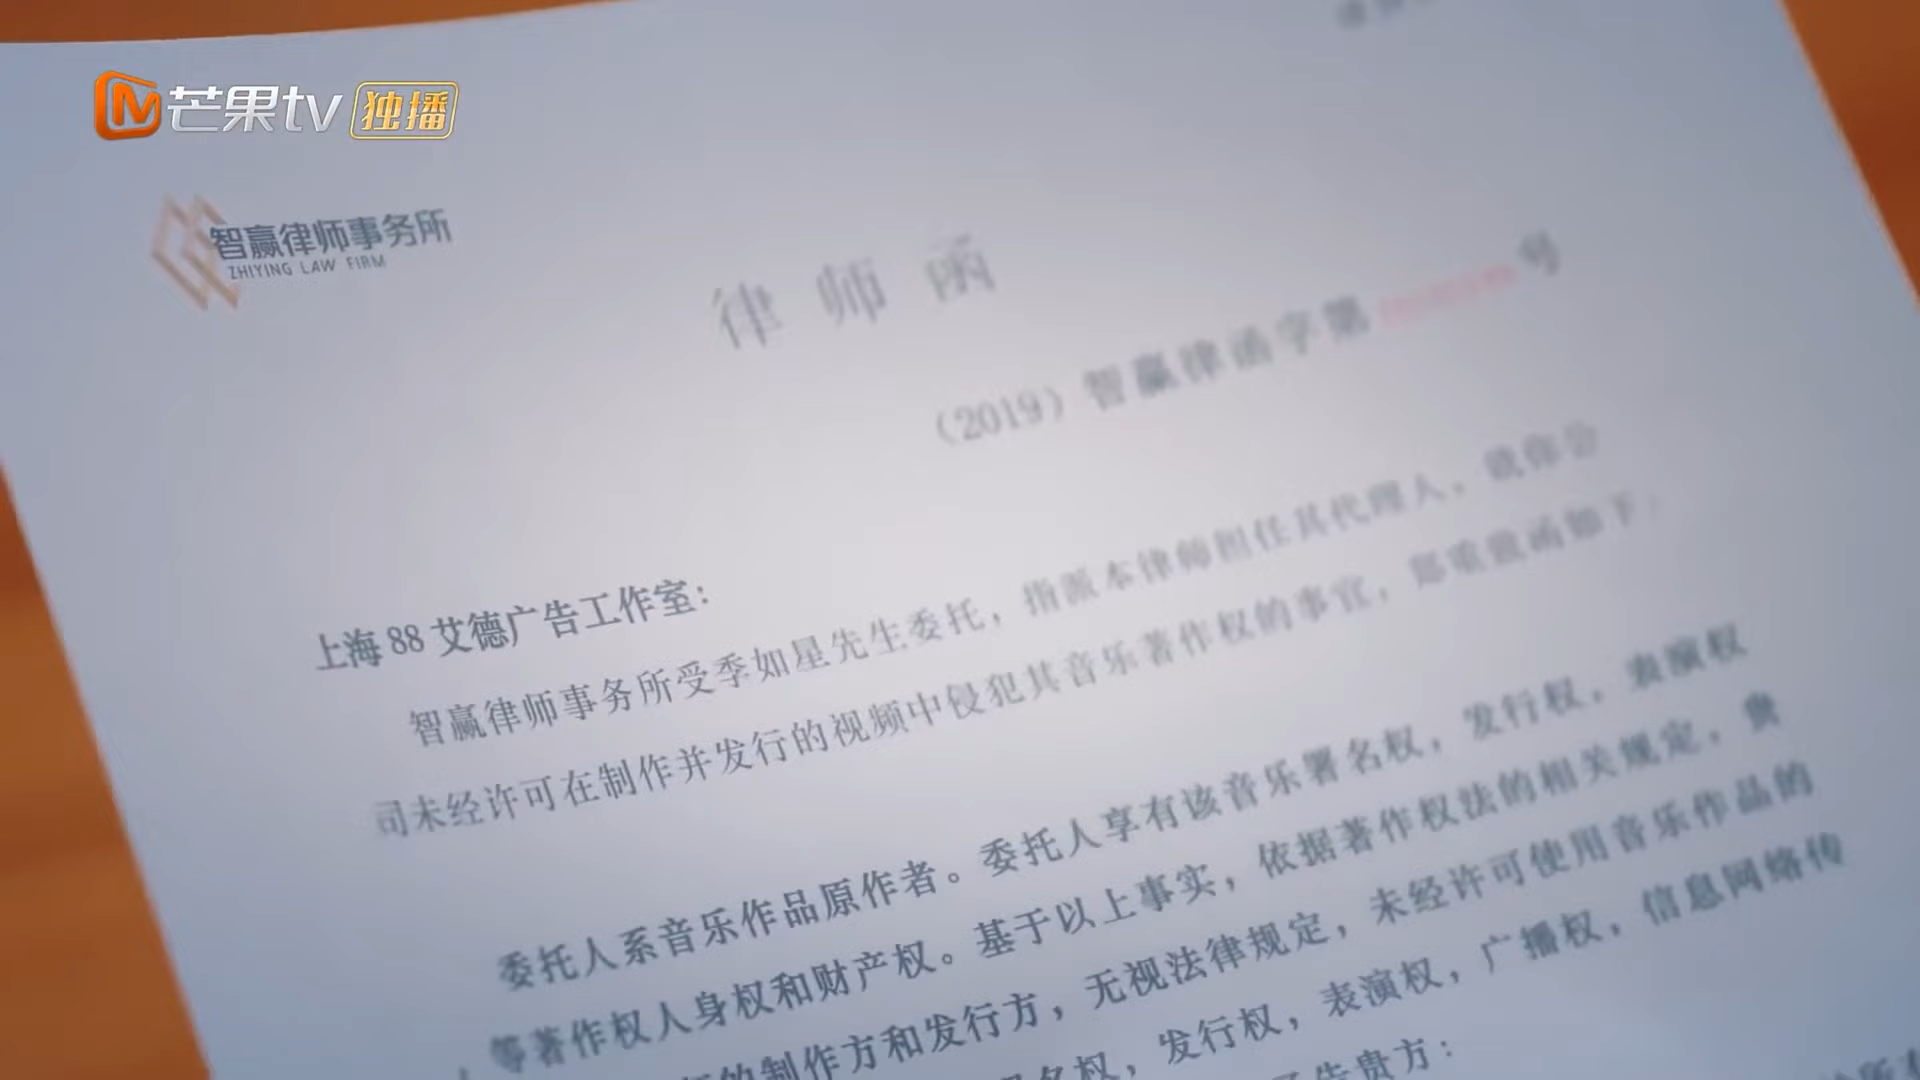 芒果tv 独播
智赢律师事务所
ZHIYING LAW FIRM
律师函
（2019）智赢律函字第 号
上海88艾德广告工作室：
智赢律师事务所受季如星先生委托，指派本律师担任其代理人，就你公
司未经许可在制作并发行的视频中侵犯其音乐著作权的事宜，郑重致函如下：
委托人系音乐作品原作者。委托人享有该音乐署名权，发行权，表演权
等著作权人身权和财产权。基于以上事实，依据著作权法的相关规定，贵
的制作方和发行方，无视法律规定，未经许可使用音乐作品的
名权，发行权，表演权，广播权，信息网络传
告贵方：